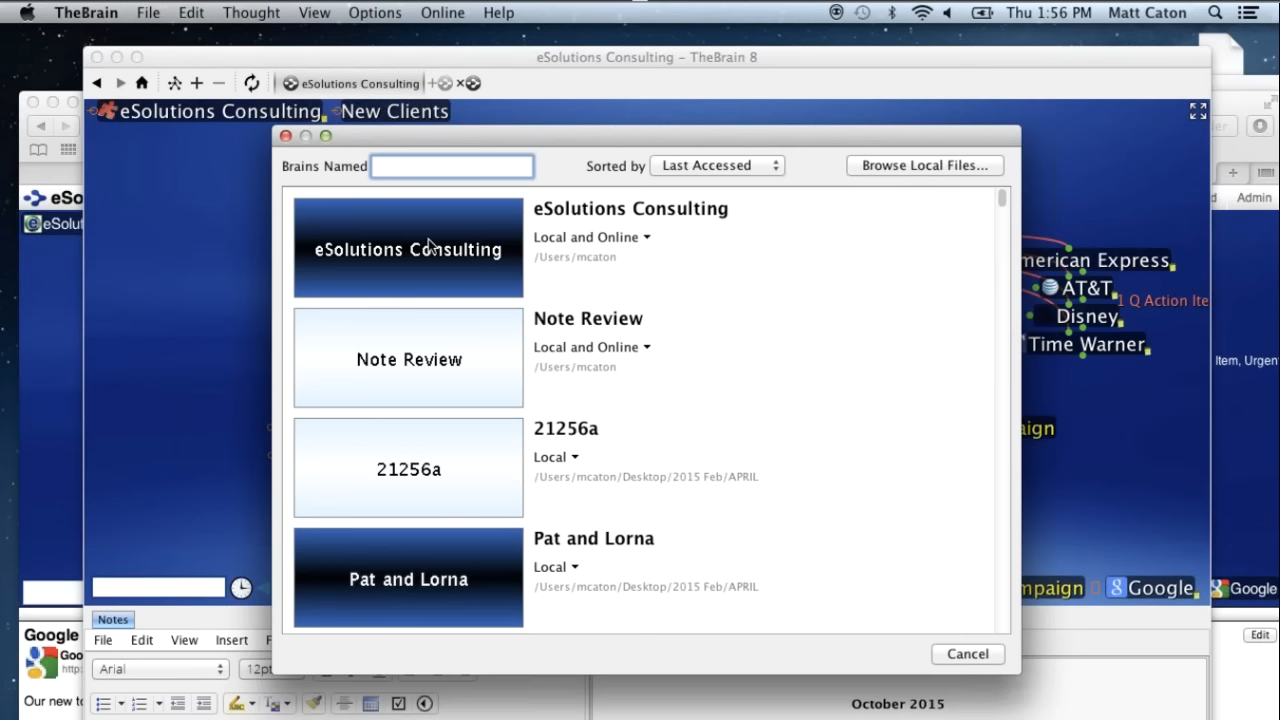 TheBrain File Edit Thought View Options Online Help Thu 1:56 PM Matt Caton
eSolutions Consulting – TheBrain 8
eSolutions Consulting
eSolutions Consulting New Clients
Brains Named Sorted by Last Accessed Browse Local Files...
eSolutions Consulting
eSolutions Consulting
Local and Online
/Users/mcaton
Note Review
Note Review
Local and Online
/Users/mcaton
21256a
21256a
Local
/Users/mcaton/Desktop/2015 Feb/APRIL
Pat and Lorna
Pat and Lorna
Local
/Users/mcaton/Desktop/2015 Feb/APRIL
Cancel
eSo
eSolut
Admin
merican Express
AT&T
1 Q Action Ite
Disney
Time Warner
Item, Urgen
aign
mpaign Google Google
Notes
File Edit View Insert F
Arial 12pt
Google
Goo
http:
Our new to
Edit
October 2015